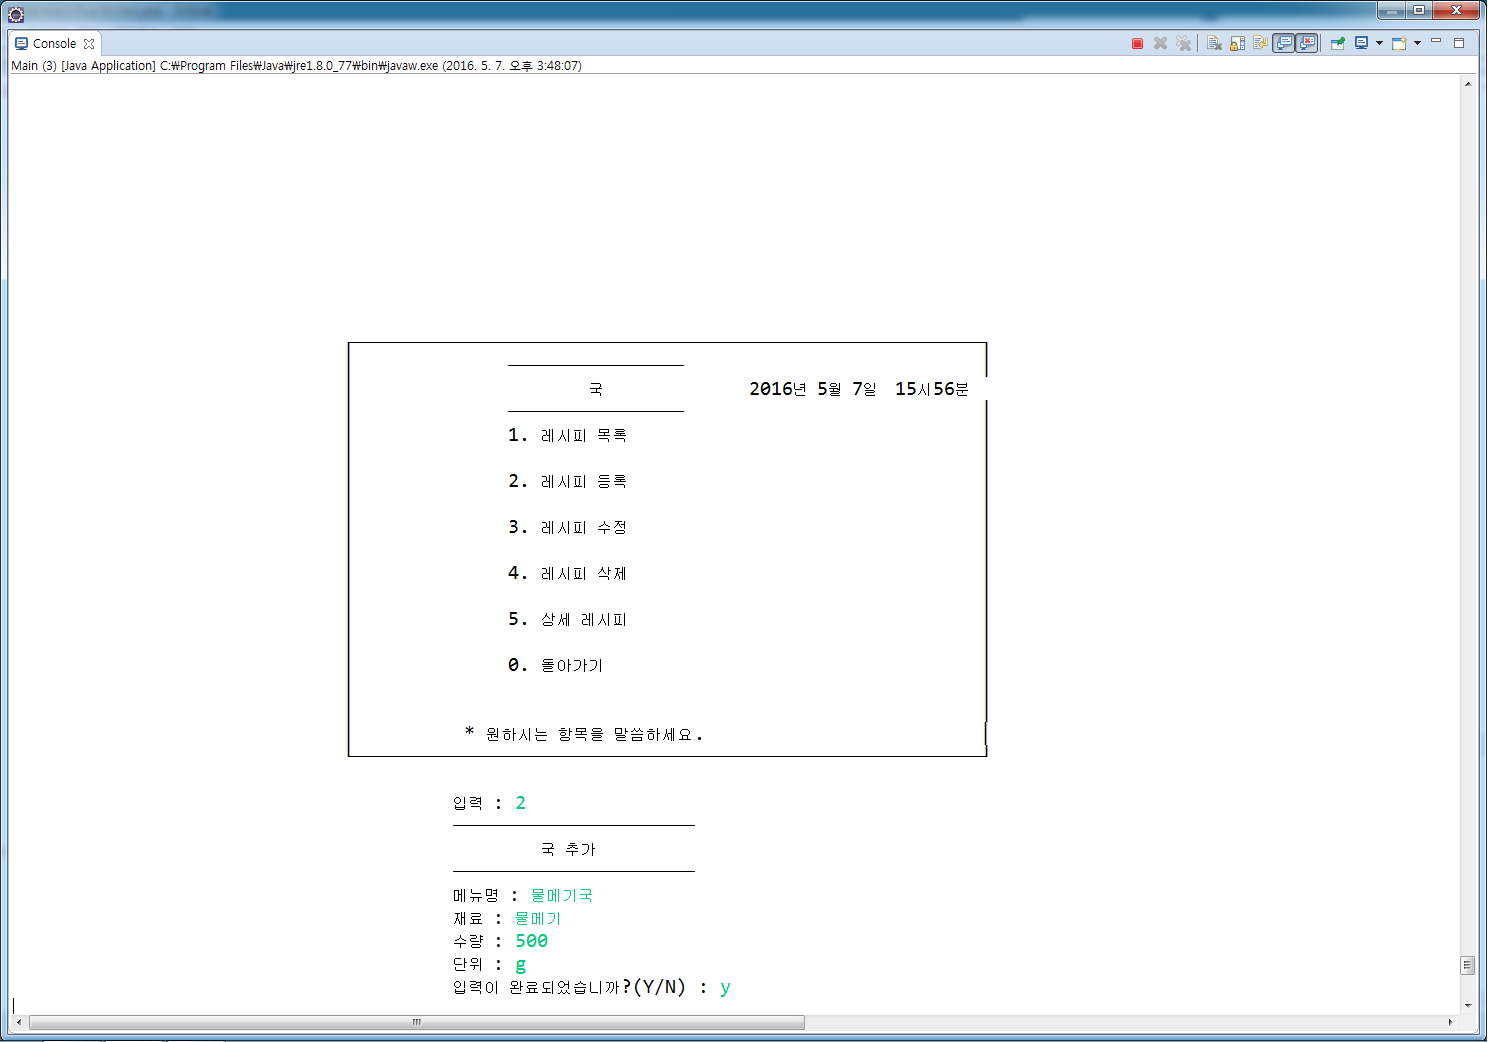 Console
Main (3) [Java Application] C:\Program Files\Java\jre1.8.0_77\bin\javaw.exe (2016. 5. 7. 오후 3:48:07)
국 2016년 5월 7일 15시56분
1. 레시피 목록
2. 레시피 등록
3. 레시피 수정
4. 레시피 삭제
5. 상세 레시피
0. 돌아가기
* 원하시는 항목을 말씀하세요.
입력 : 2
국 추가
메뉴명 : 물메기국
재료 : 물메기
수량 : 500
단위 : g
입력이 완료되었습니까?(Y/N) : y